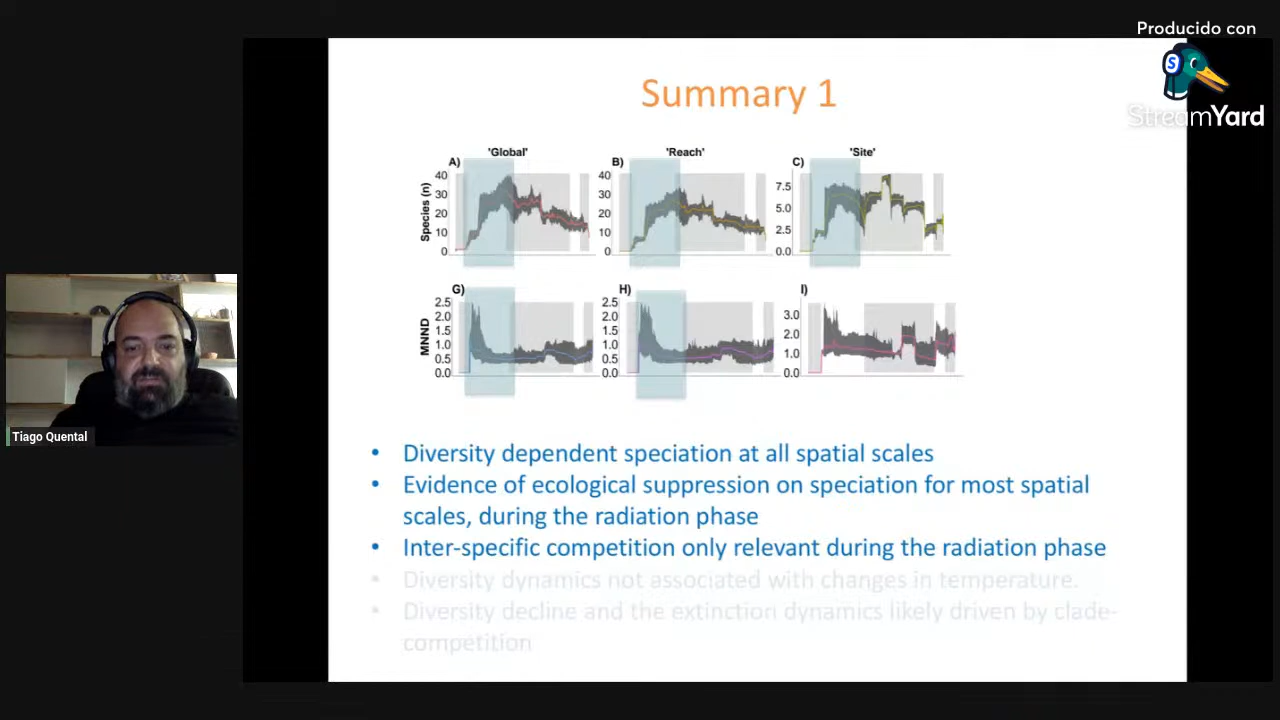 Producido con
StreamYard
Summary 1
'Global'
'Reach'
'Site'
A)
B)
C)
Species (n)
40
30
20
10
0
40
30
20
10
0
7.5
5.0
2.5
0.0
G)
H)
I)
MNND
2.5
2.0
1.5
1.0
0.5
0.0
2.5
2.0
1.5
1.0
0.5
0.0
3.0
2.0
1.0
0.0
Tiago Quental
• Diversity dependent speciation at all spatial scales
• Evidence of ecological suppression on speciation for most spatial
scales, during the radiation phase
• Inter-specific competition only relevant during the radiation phase
• Diversity dynamics not associated with changes in temperature.
• Diversity decline and the extinction dynamics likely driven by clade-
competition